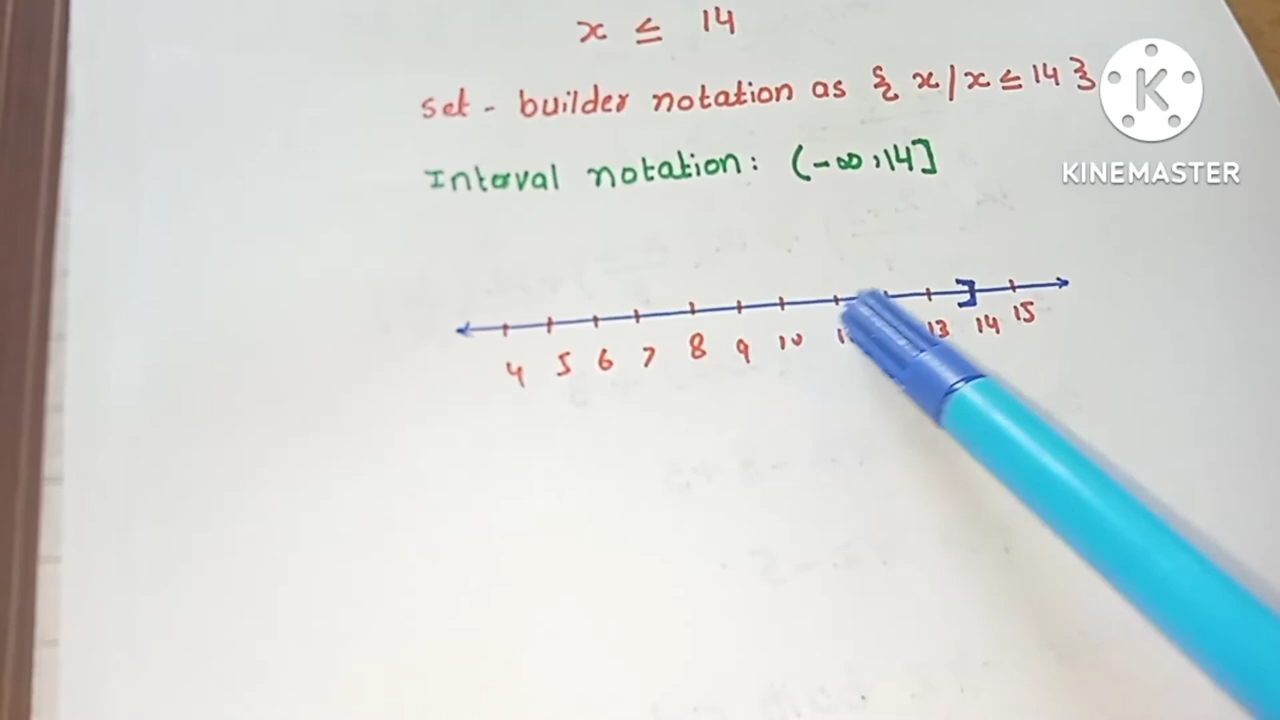 x ≤ 14
set - builder notation as { x / x ≤ 14 }
Interval notation: (-∞, 14]
4 5 6 7 8 9 10 13 14 15
K
KINEMASTER